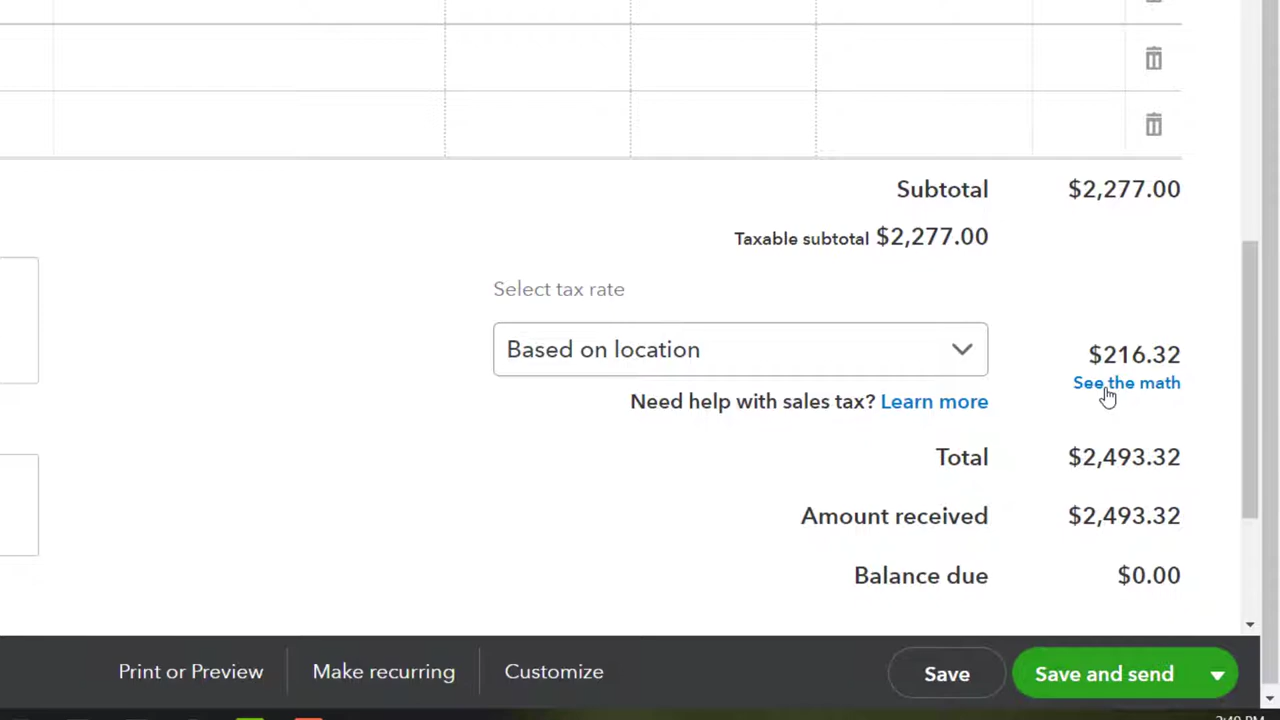 Subtotal $2,277.00
Taxable subtotal $2,277.00
Select tax rate
Based on location $216.32
See the math
Need help with sales tax? Learn more
Total $2,493.32
Amount received $2,493.32
Balance due $0.00
Print or Preview Make recurring Customize Save Save and send